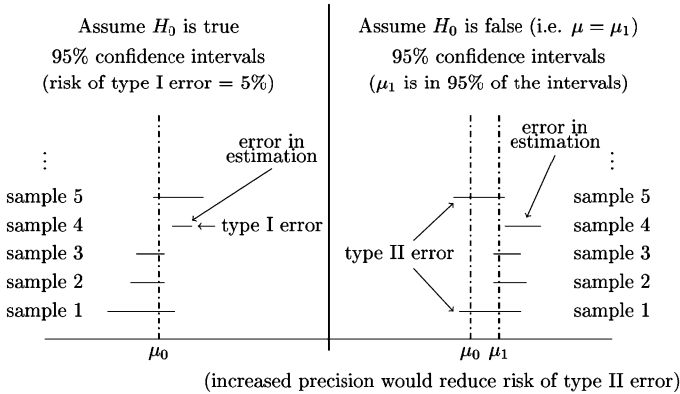 Assume H₀ is true
95% confidence intervals
(risk of type I error = 5%)
error in
estimation
⋮
sample 5
sample 4
type I error
sample 3
sample 2
sample 1
μ₀
Assume H₀ is false (i.e. μ = μ₁)
95% confidence intervals
(μ₁ is in 95% of the intervals)
error in
estimation
⋮
sample 5
sample 4
type II error
sample 3
sample 2
sample 1
μ₀ μ₁
(increased precision would reduce risk of type II error)